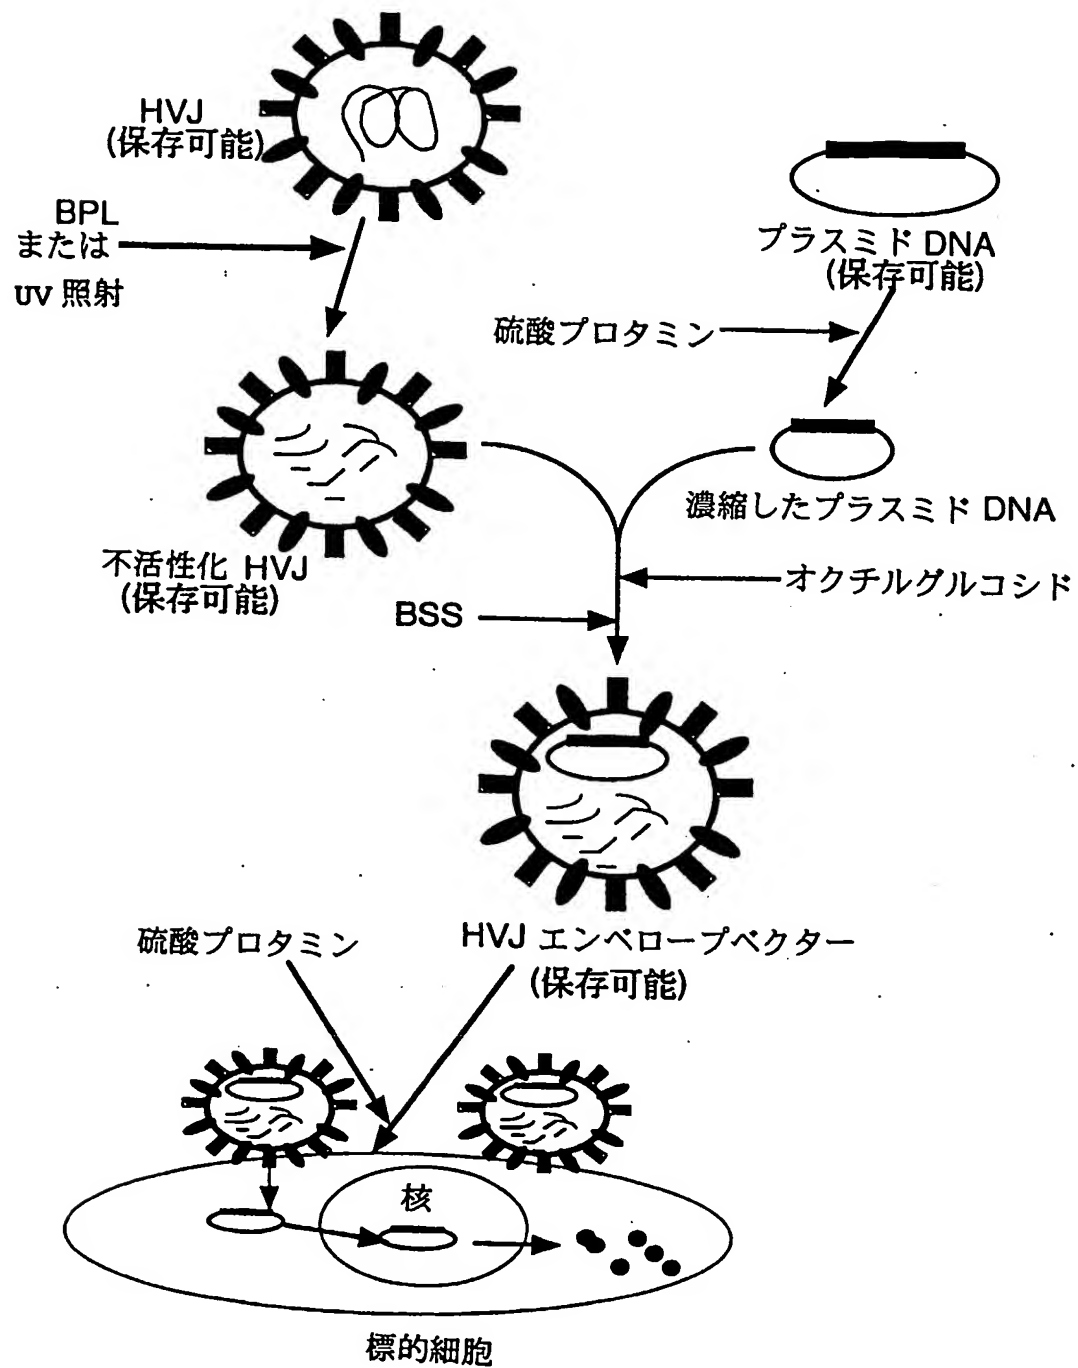 HVJ
(保存可能)
BPL
または
UV 照射
プラスミド DNA
(保存可能)
硫酸プロタミン
濃縮したプラスミド DNA
不活性化 HVJ
(保存可能)
オクチルグルコシド
BSS
硫酸プロタミン
HVJ エンベロープベクター
(保存可能)
核
標的細胞